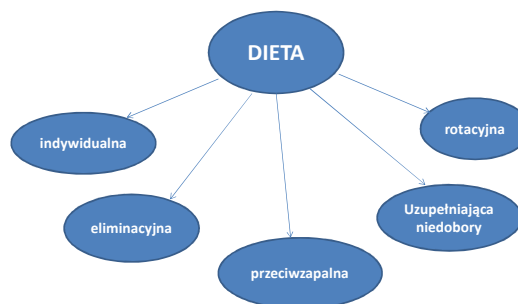 DIETA
indywidualna
rotacyjna
eliminacyjna
Uzupełniająca
niedobory
przeciwzapalna